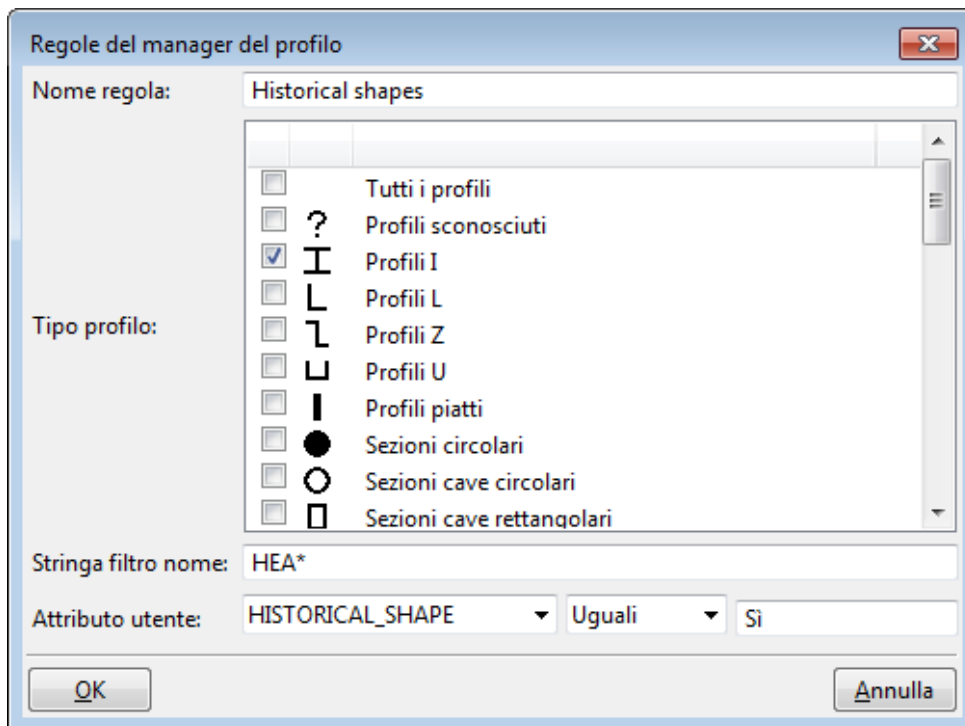 Regole del manager del profilo
Nome regola: Historical shapes
Tutti i profili
? Profili sconosciuti
Profili I
Profili L
Profili Z
Tipo profilo:
Profili U
Profili piatti
Sezioni circolari
Sezioni cave circolari
Sezioni cave rettangolari
Stringa filtro nome: HEA*
Attributo utente: HISTORICAL_SHAPE Uguali Sì
OK Annulla